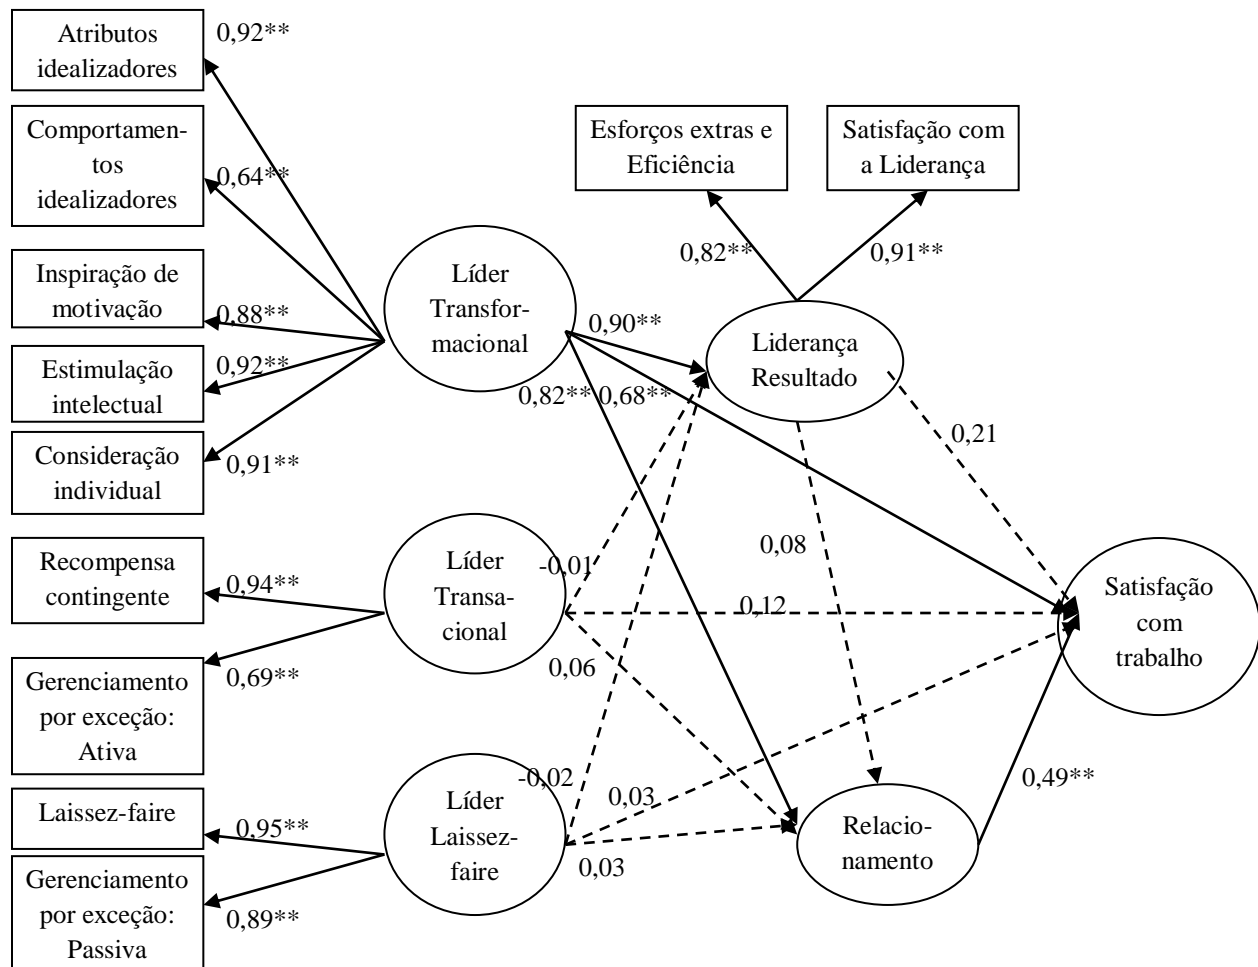 Atributos
idealizadores
0,92**
Comportamen-
tos
idealizadores
0,64**
Inspiração de
motivação
0,88**
Estimulação
intelectual
0,92**
Consideração
individual
0,91**
Recompensa
contingente
0,94**
Gerenciamento
por exceção:
Ativa
0,69**
Laissez-faire
0,95**
Gerenciamento
por exceção:
Passiva
0,89**
Líder
Transfor-
macional
Líder
Transa-
cional
Líder
Laissez-
faire
Esforços extras e
Eficiência
Satisfação com
a Liderança
0,82**
0,91**
0,90**
Liderança
Resultado
0,82**
0,68**
0,21
-0,01
0,08
0,12
0,06
-0,02
0,03
0,03
Relacio-
namento
0,49**
Satisfação
com
trabalho